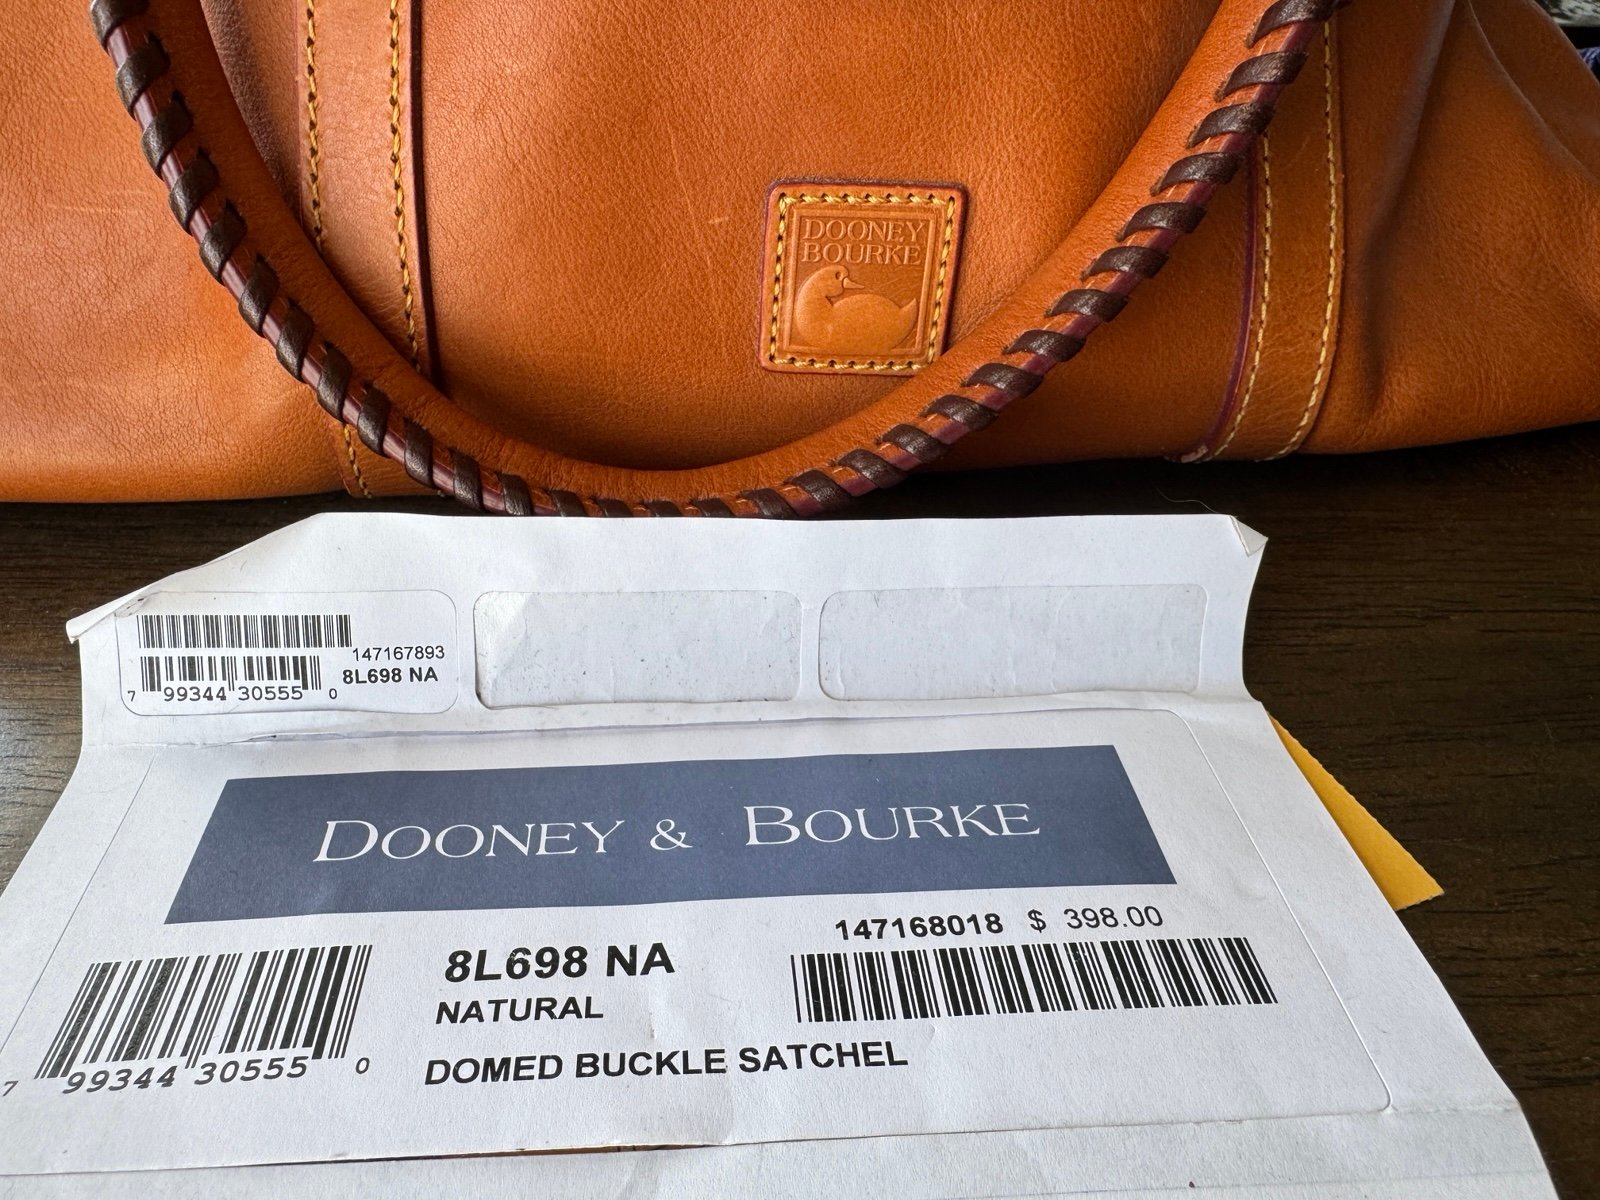 DOONEY
BOURKE
147167893
7 99344 30555 0
8L698 NA
DOONEY & BOURKE
147168018 $ 398.00
8L698 NA
NATURAL
7 99344 30555 0
DOMED BUCKLE SATCHEL